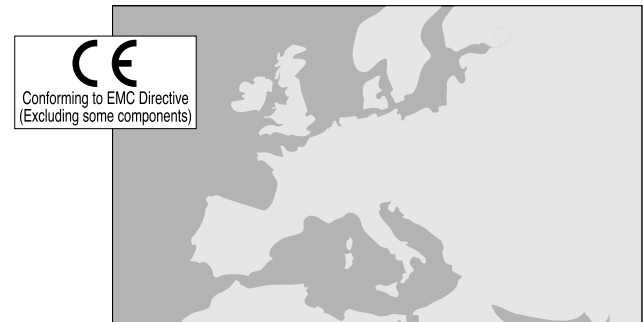 CE
Conforming to EMC Directive
(Excluding some components)